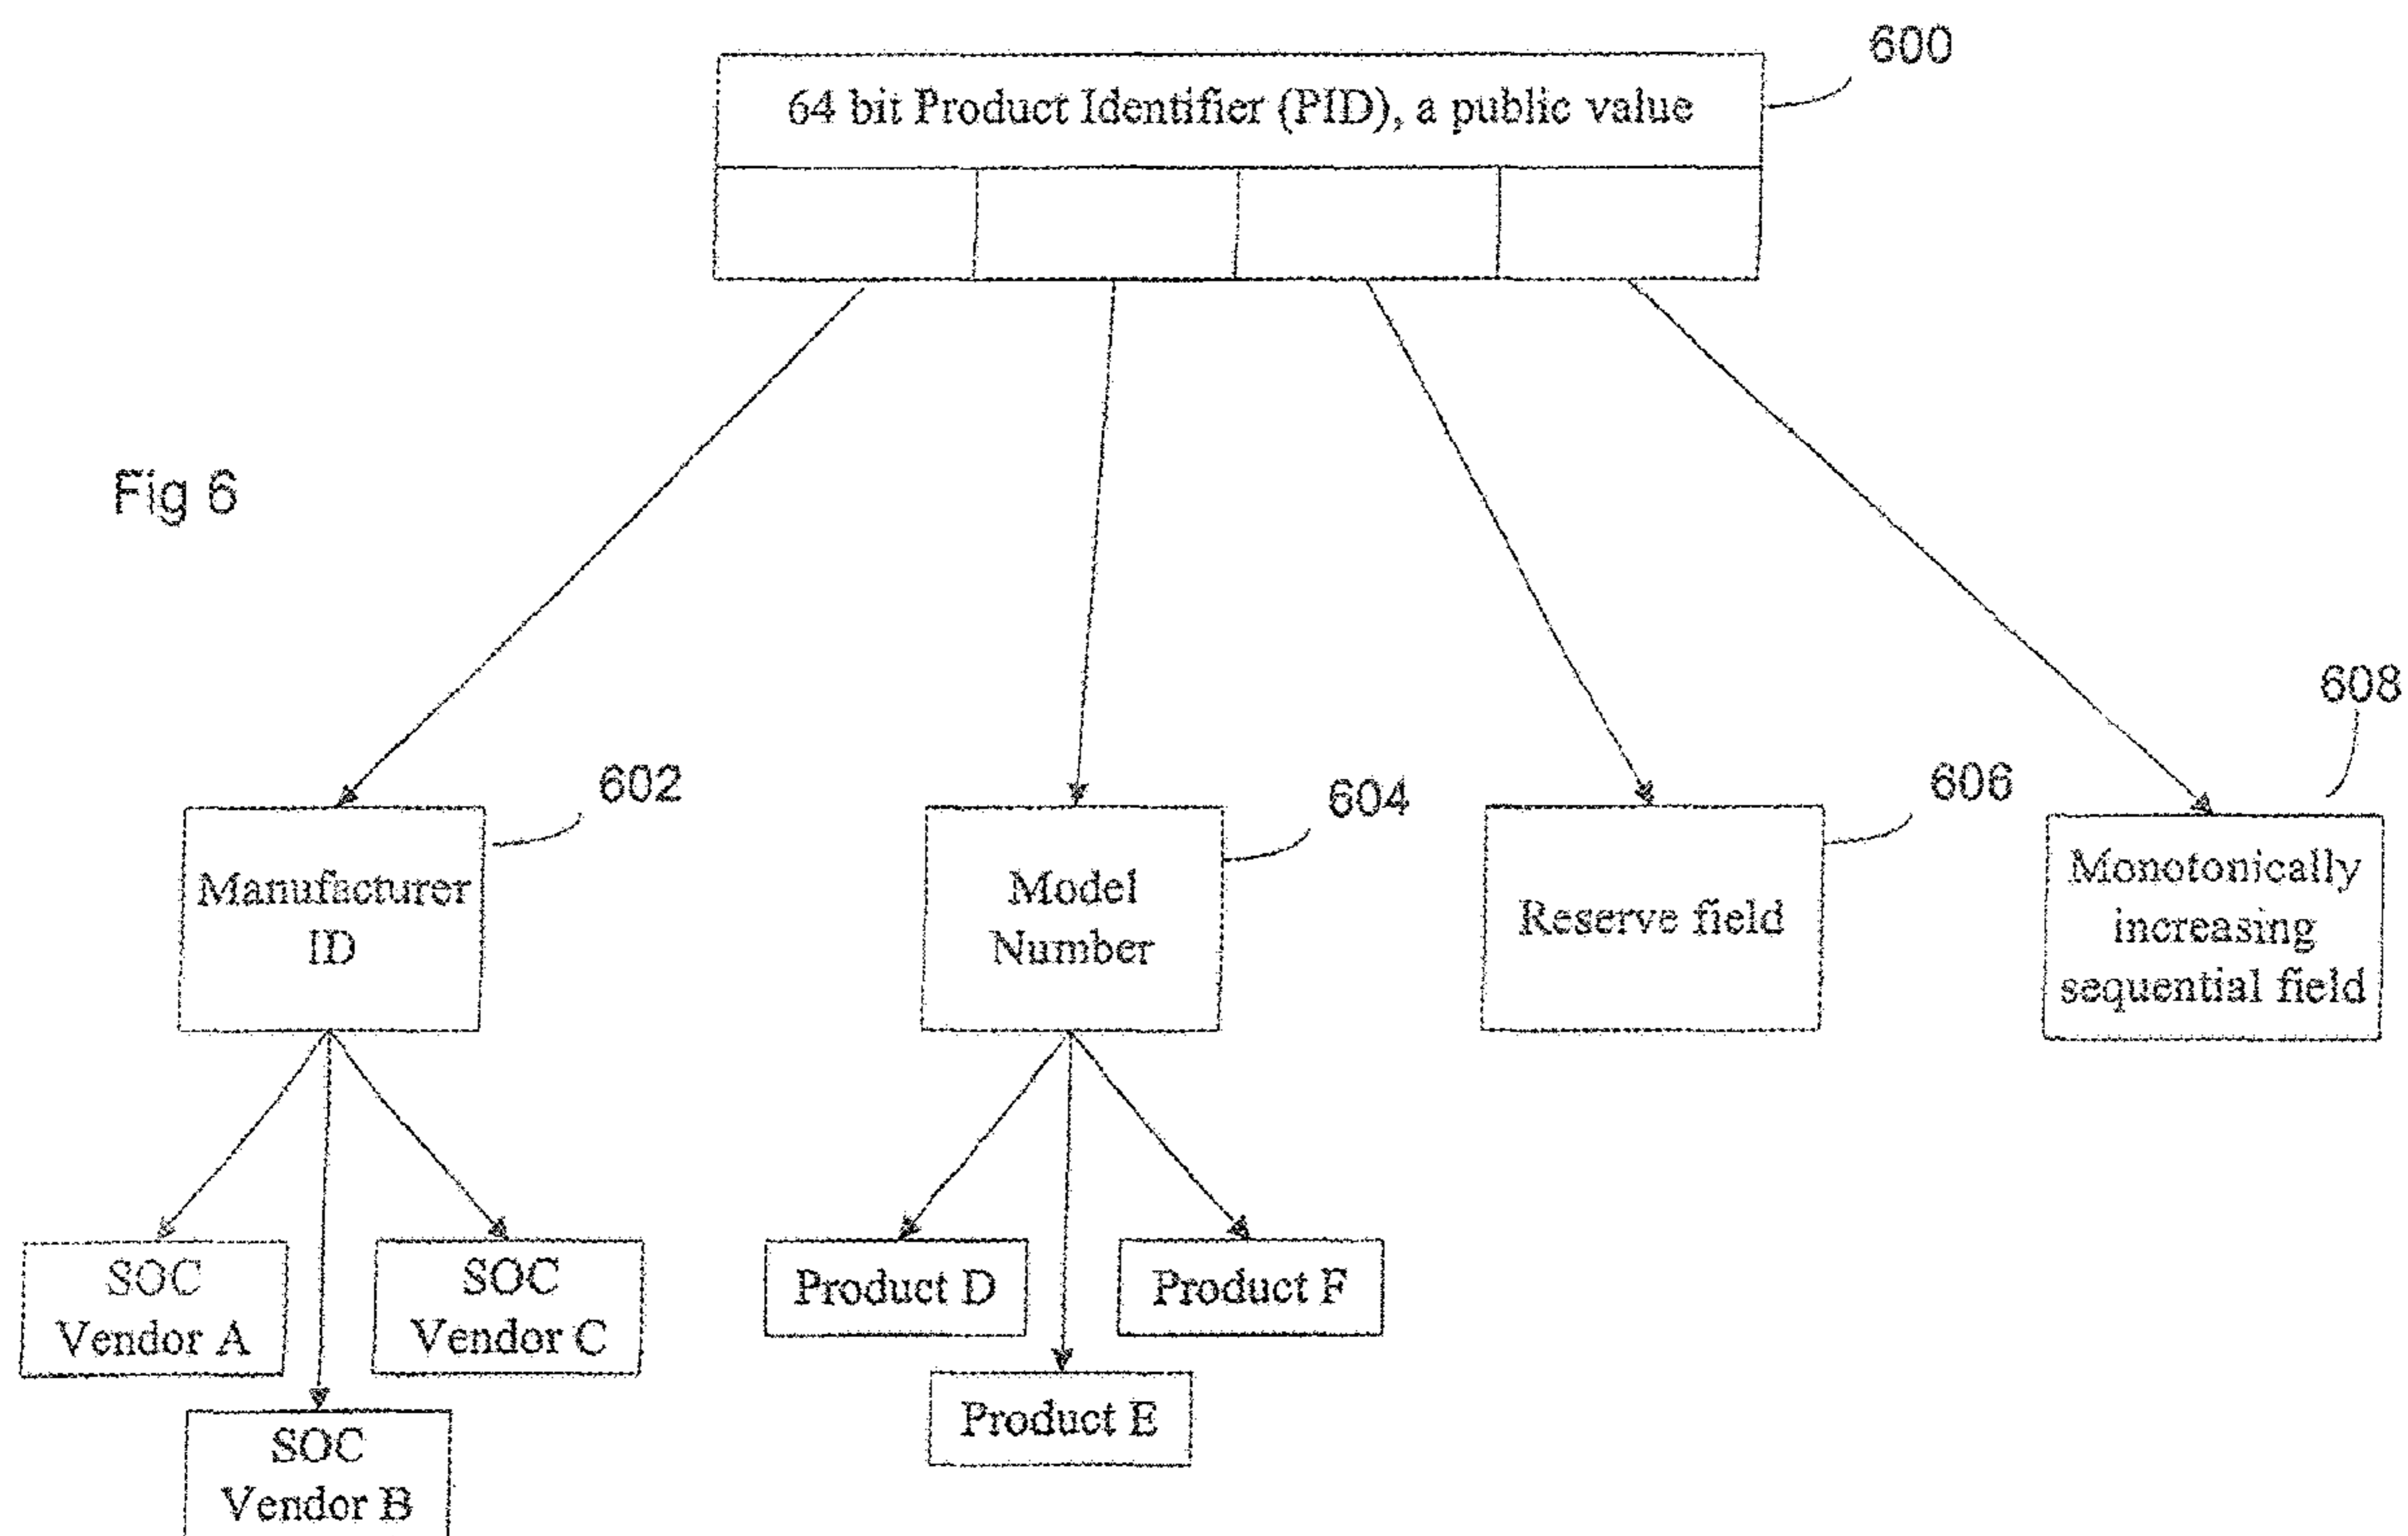 600
64 bit Product Identifier (PID), a public value
Fig 6
608
602
604
606
Manufacturer
ID
Model
Number
Reserve field
Monotonically
increasing
sequential field
SOC
Vendor A
SOC
Vendor C
Product D
Product F
Product E
SOC
Vendor B